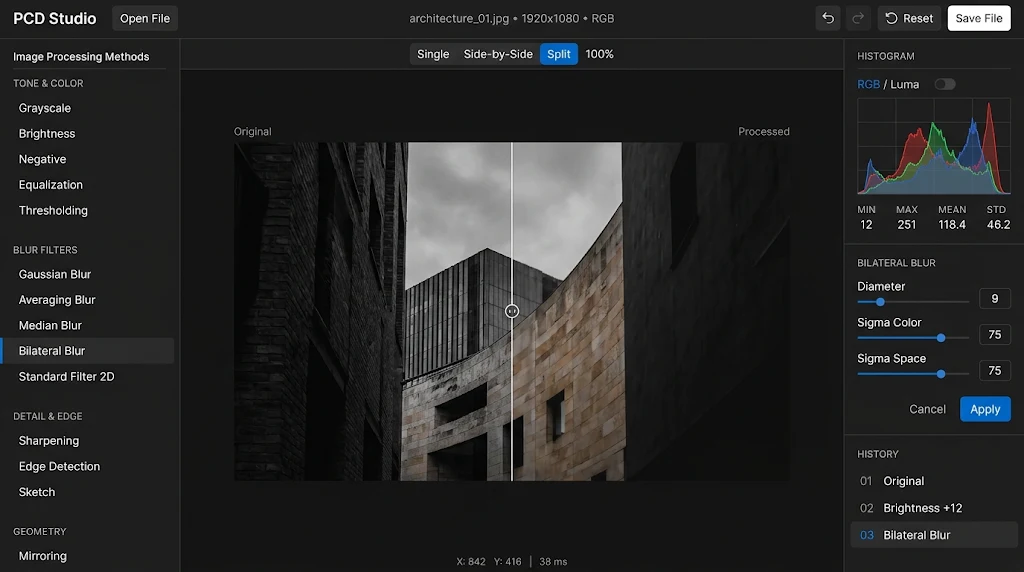 PCD Studio
Open File
architecture_01.jpg • 1920x1080 • RGB
Reset
Save File
Image Processing Methods
TONE & COLOR
Grayscale
Brightness
Negative
Equalization
Thresholding
BLUR FILTERS
Gaussian Blur
Averaging Blur
Median Blur
Bilateral Blur
Standard Filter 2D
DETAIL & EDGE
Sharpening
Edge Detection
Sketch
GEOMETRY
Mirroring
Single Side-by-Side Split 100%
Original Processed
X: 842 Y: 416 | 38 ms
HISTOGRAM
RGB / Luma
MIN MAX MEAN STD
12 251 118.4 46.2
BILATERAL BLUR
Diameter
9
Sigma Color
75
Sigma Space
75
Cancel Apply
HISTORY
01 Original
02 Brightness +12
03 Bilateral Blur